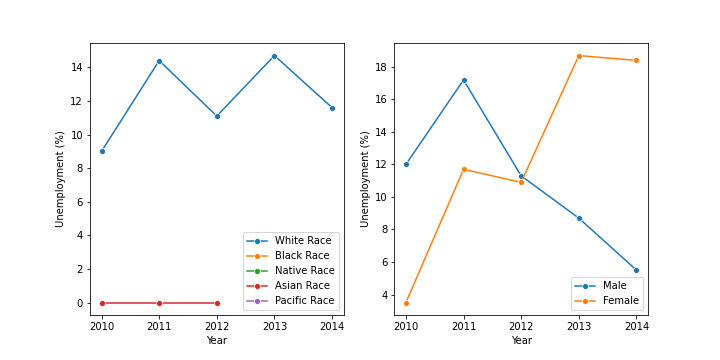 Unemployment (%)
14
12
10
8
6
4
2
0
2010 2011 2012 2013 2014
Year
White Race
Black Race
Native Race
Asian Race
Pacific Race
Unemployment (%)
18
16
14
12
10
8
6
4
2010 2011 2012 2013 2014
Year
Male
Female